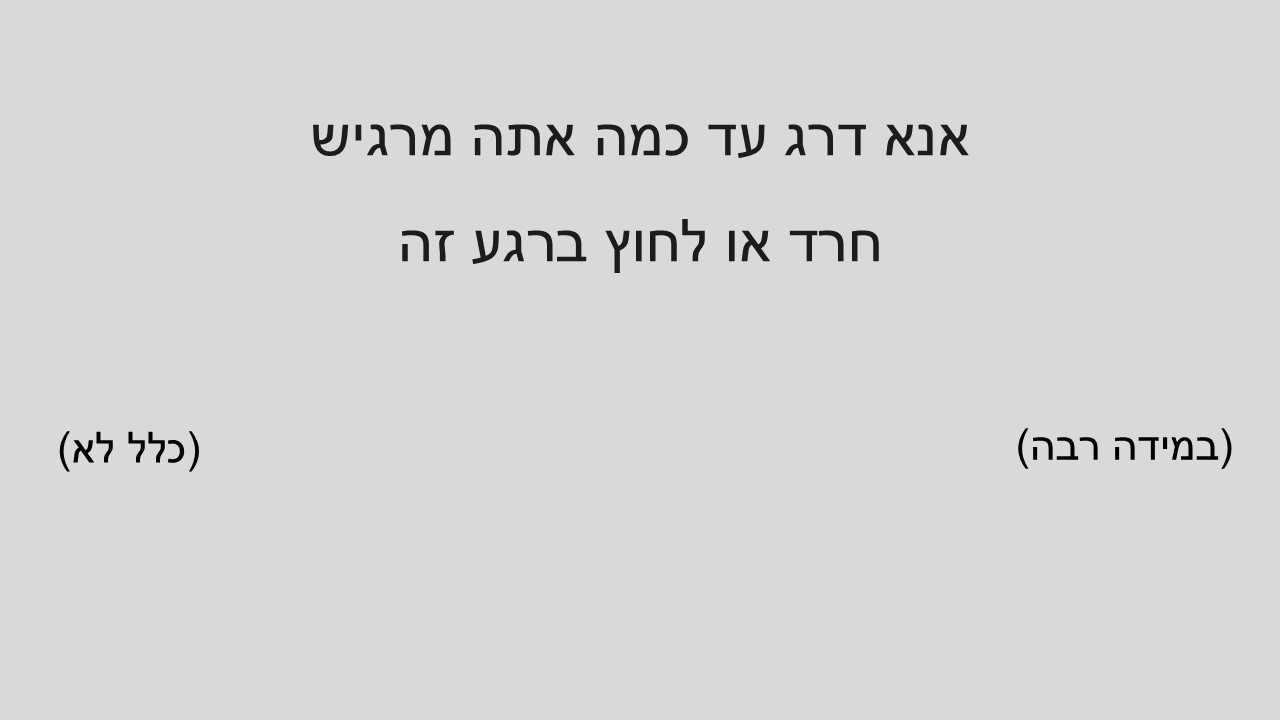 אנא דרג עד כמה אתה מרגיש
חרד או לחוץ ברגע זה
(במידה רבה)
(כלל לא)